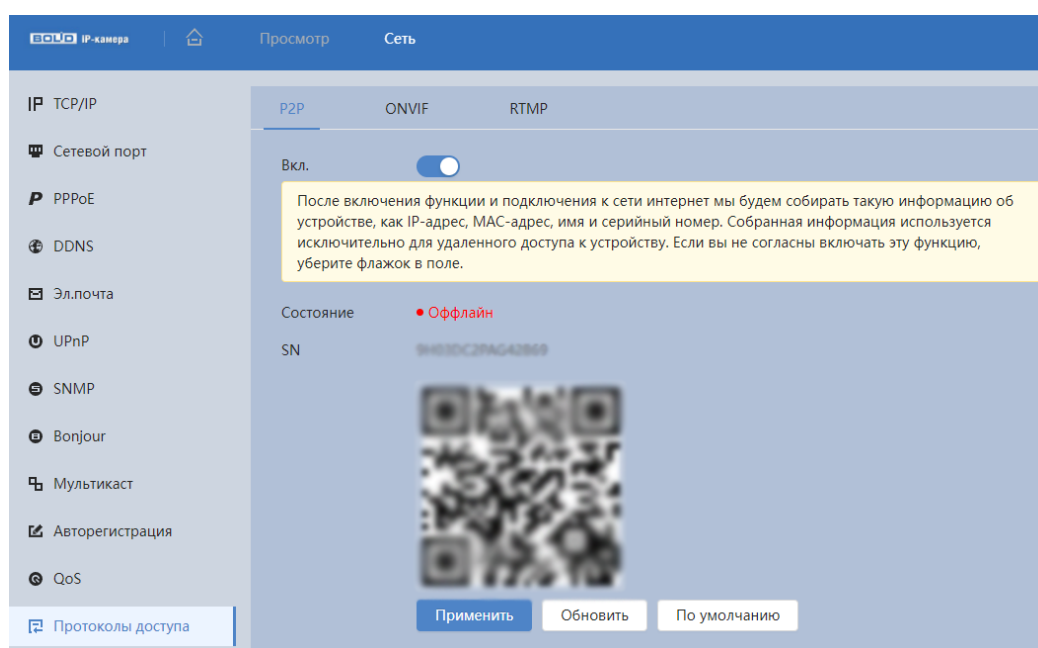 BOLID IP-камера
Просмотр
Сеть
TCP/IP
Сетевой порт
PPPoE
DDNS
Эл.почта
UPnP
SNMP
Bonjour
Мультикаст
Авторегистрация
QoS
Протоколы доступа
P2P
ONVIF
RTMP
Вкл.
После включения функции и подключения к сети интернет мы будем собирать такую информацию об
устройстве, как IP-адрес, MAC-адрес, имя и серийный номер. Собранная информация используется
исключительно для удаленного доступа к устройству. Если вы не согласны включать эту функцию,
уберите флажок в поле.
Состояние
Оффлайн
SN
Применить
Обновить
По умолчанию